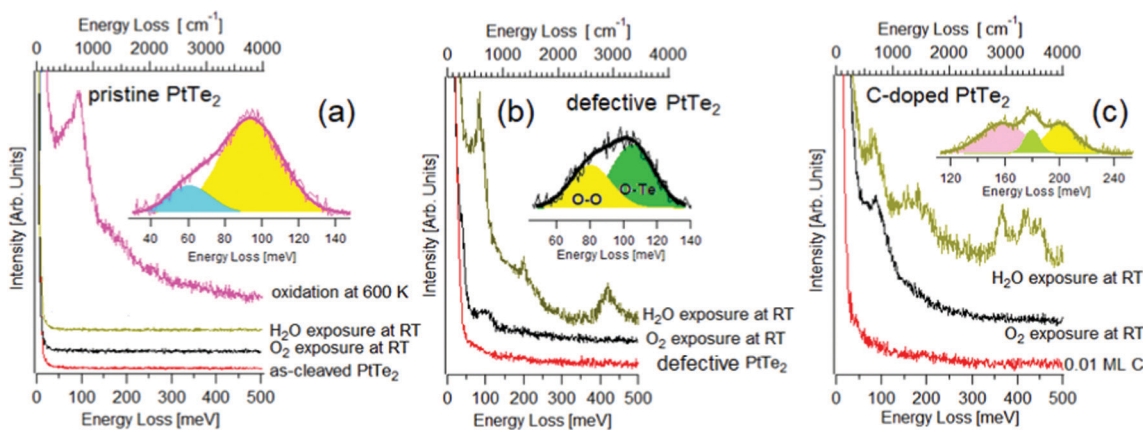 Energy Loss [ cm⁻¹ ]
0 1000 2000 3000 4000
pristine PtTe₂
(a)
Intensity [Arb. Units]
40 60 80 100 120 140
Energy Loss [meV]
oxidation at 600 K
H₂O exposure at RT
O₂ exposure at RT
as-cleaved PtTe₂
0 100 200 300 400 500
Energy Loss [meV]
Energy Loss [ cm⁻¹ ]
0 1000 2000 3000 4000
(b)
defective PtTe₂
Intensity [Arb. Units]
O-O
O-Te
60 80 100 120 140
Energy Loss [meV]
H₂O exposure at RT
O₂ exposure at RT
defective PtTe₂
0 100 200 300 400 500
Energy Loss [meV]
Energy Loss [ cm⁻¹ ]
0 1000 2000 3000 4000
C-doped PtTe₂
(c)
Intensity [Arb. Units]
120 160 200 240
Energy Loss [meV]
H₂O exposure at RT
O₂ exposure at RT
0.01 ML C
0 100 200 300 400 500
Energy Loss [meV]